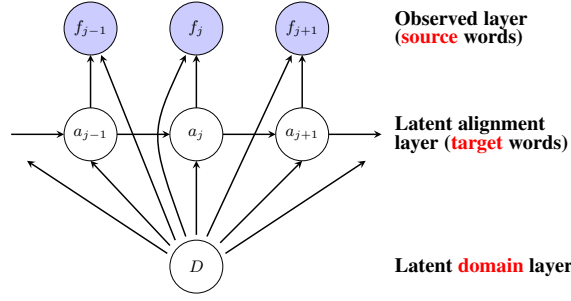 f_{j-1} f_j f_{j+1} Observed layer
(source words)
a_{j-1} a_j a_{j+1} Latent alignment
layer (target words)
D Latent domain layer